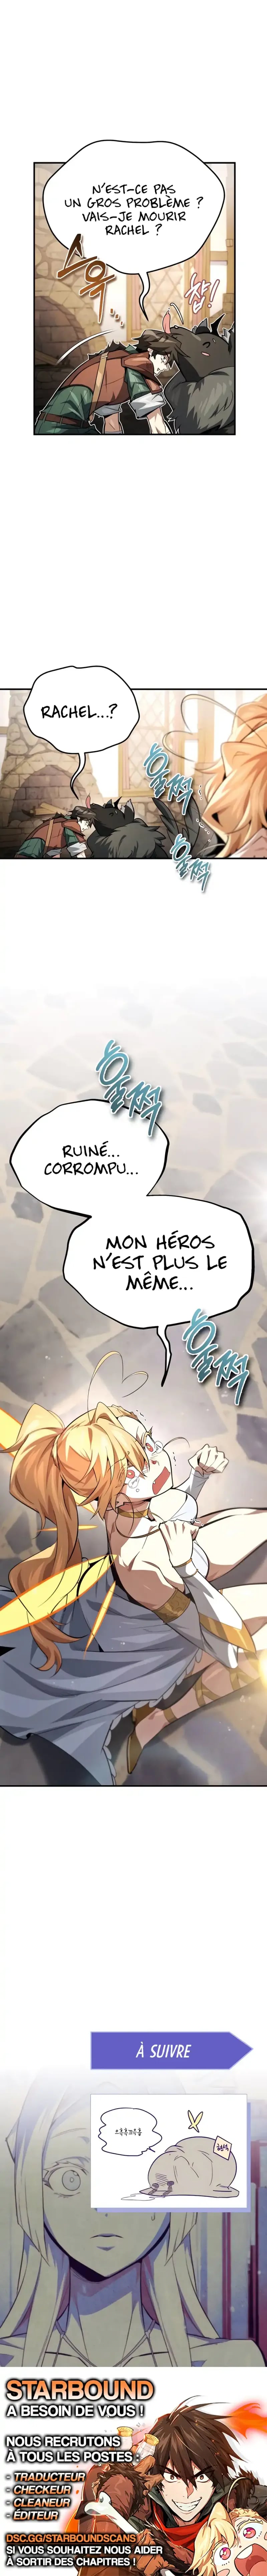 N'EST-CE PAS
UN GROS PROBLÈME ?
VAIS-JE MOURIR
RACHEL ?
스윽
챱!
RACHEL...?
훌쩍
훌쩍
훌쩍
RUINÉ...
CORROMPU...
MON HÉROS
N'EST PLUS LE
MÊME...
훌쩍
À SUIVRE
STARBOUND
A BESOIN DE VOUS !
NOUS RECRUTONS
À TOUS LES POSTES :
- TRADUCTEUR
- CHECKEUR
- CLEANEUR
- ÉDITEUR
DSC.GG/STARBOUNDSCANS
SI VOUS SOUHAITEZ NOUS AIDER
À SORTIR DES CHAPITRES !